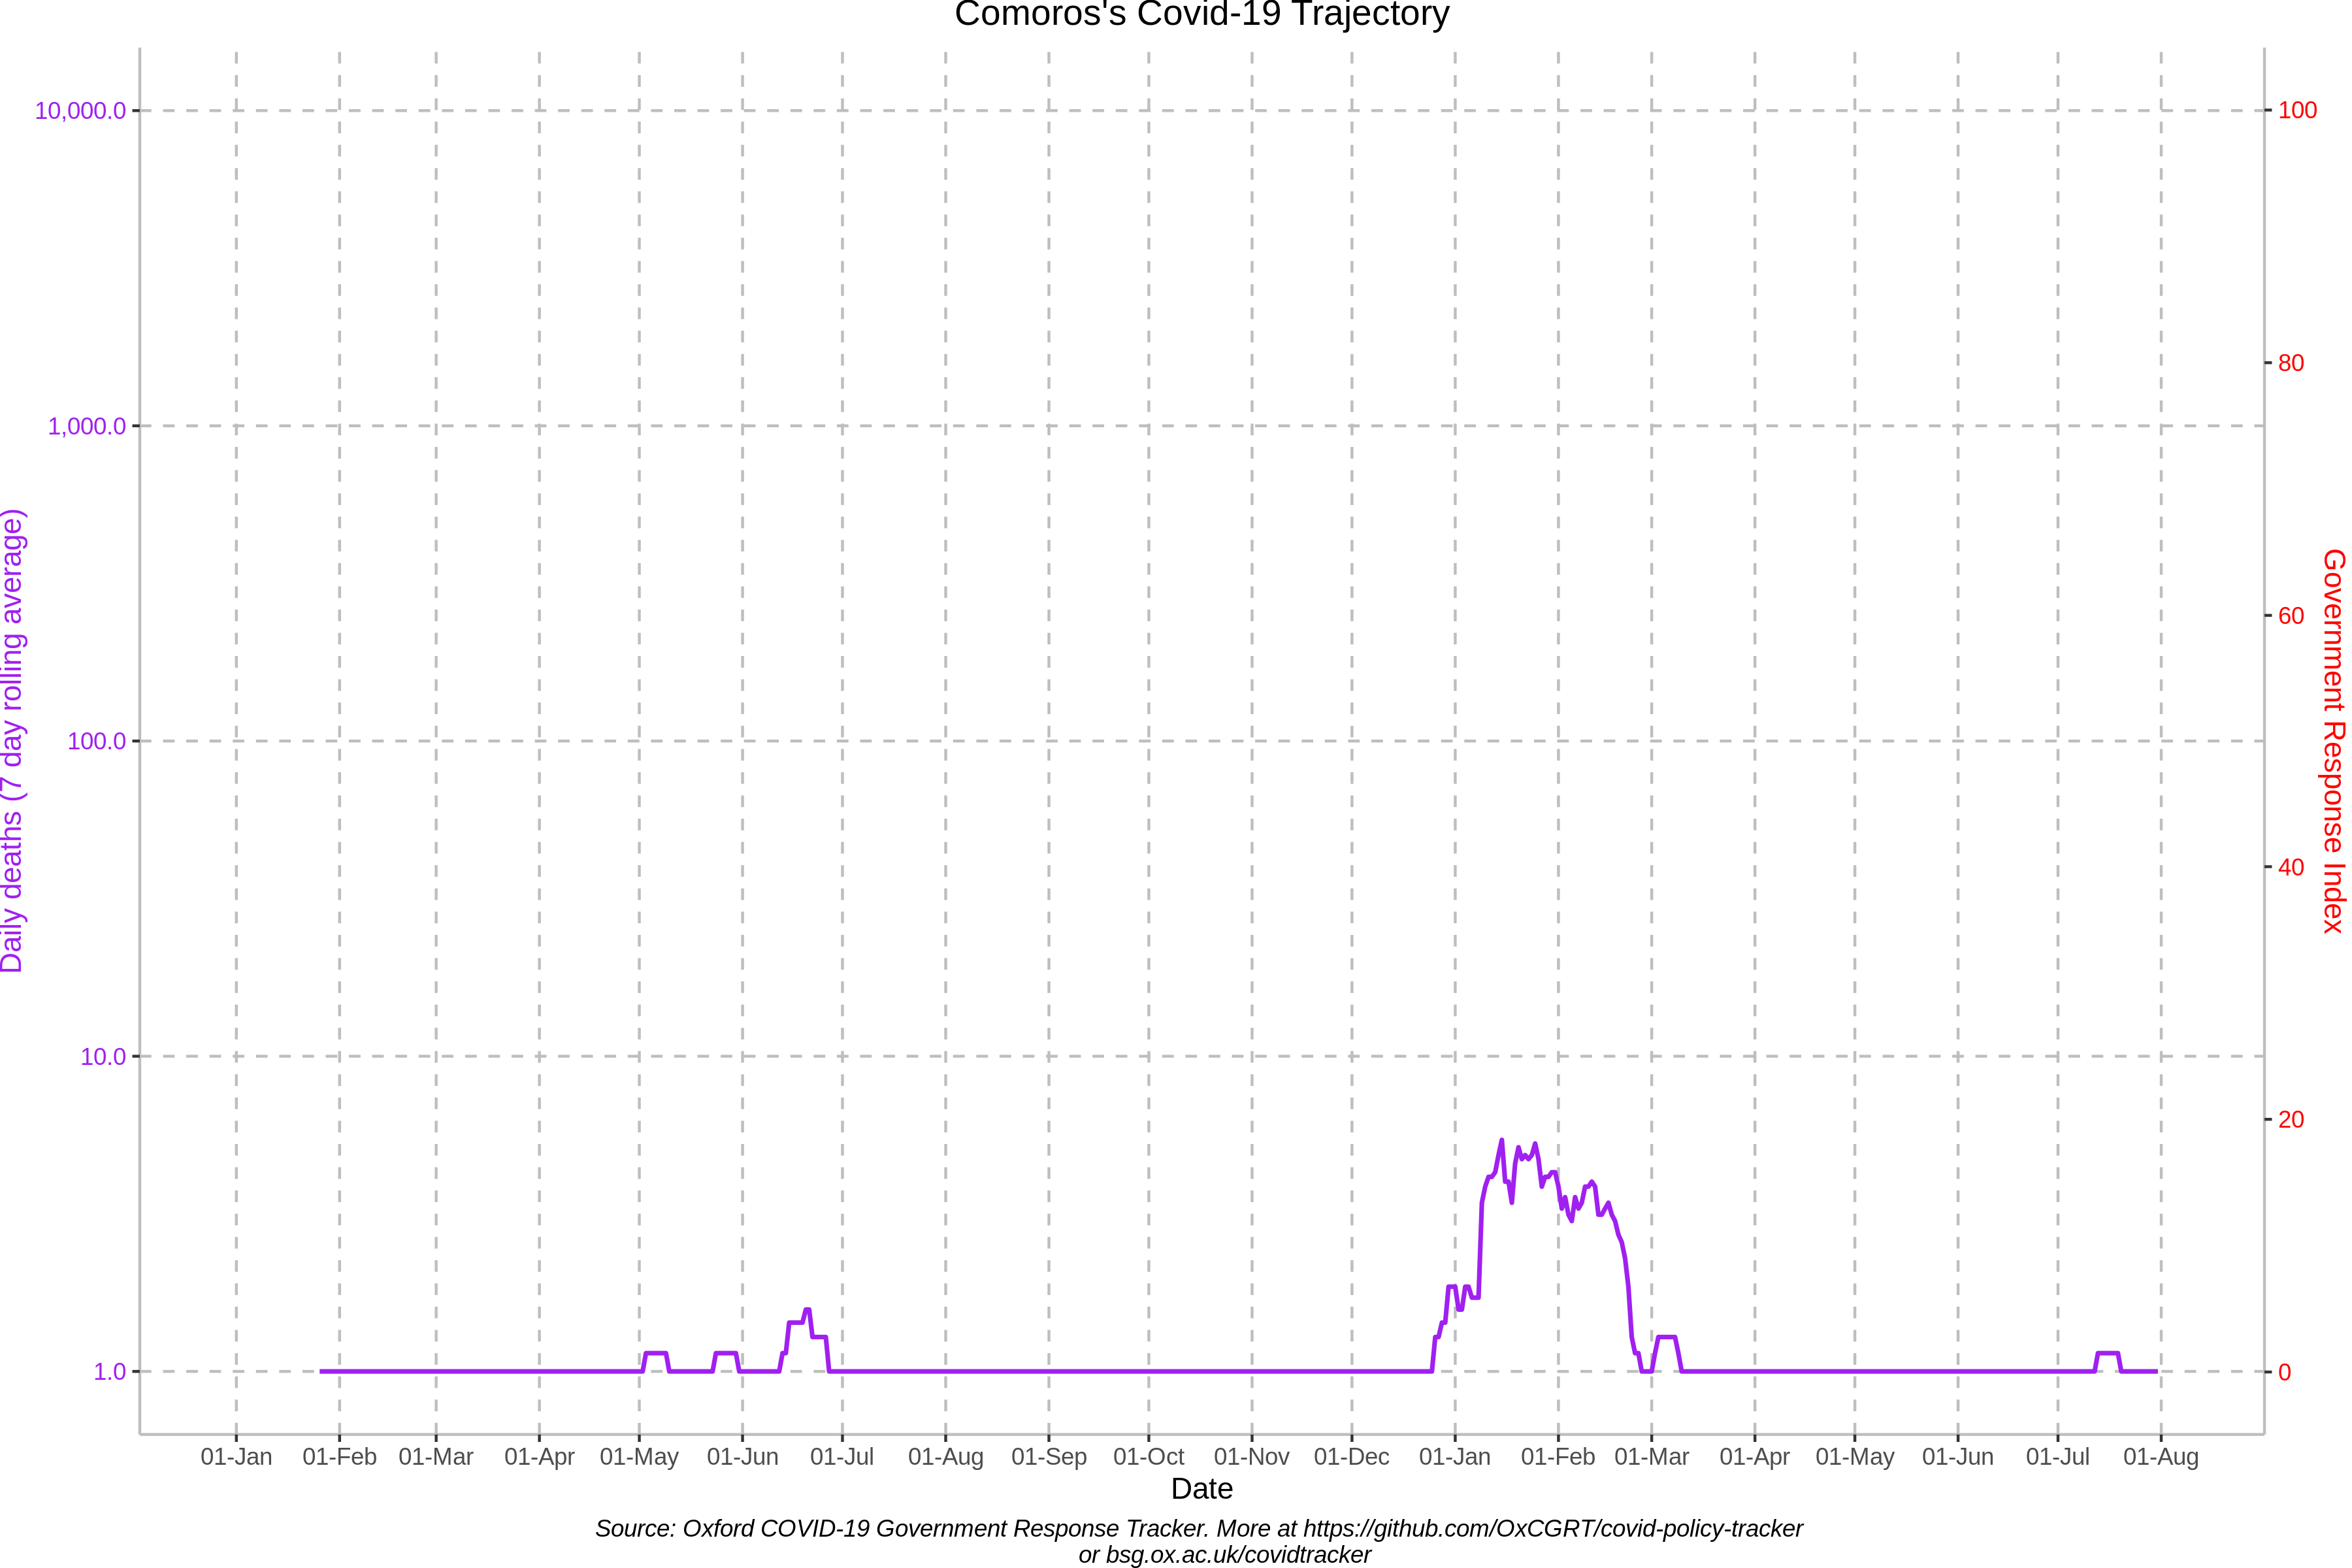 Comoros's Covid-19 Trajectory
10,000.0
1,000.0
100.0
10.0
1.0
Daily deaths (7 day rolling average)
100
80
60
40
20
0
Government Response Index
01-Jan 01-Feb 01-Mar 01-Apr 01-May 01-Jun 01-Jul 01-Aug 01-Sep 01-Oct 01-Nov 01-Dec 01-Jan 01-Feb 01-Mar 01-Apr 01-May 01-Jun 01-Jul 01-Aug
Date
Source: Oxford COVID-19 Government Response Tracker. More at https://github.com/OxCGRT/covid-policy-tracker
or bsg.ox.ac.uk/covidtracker